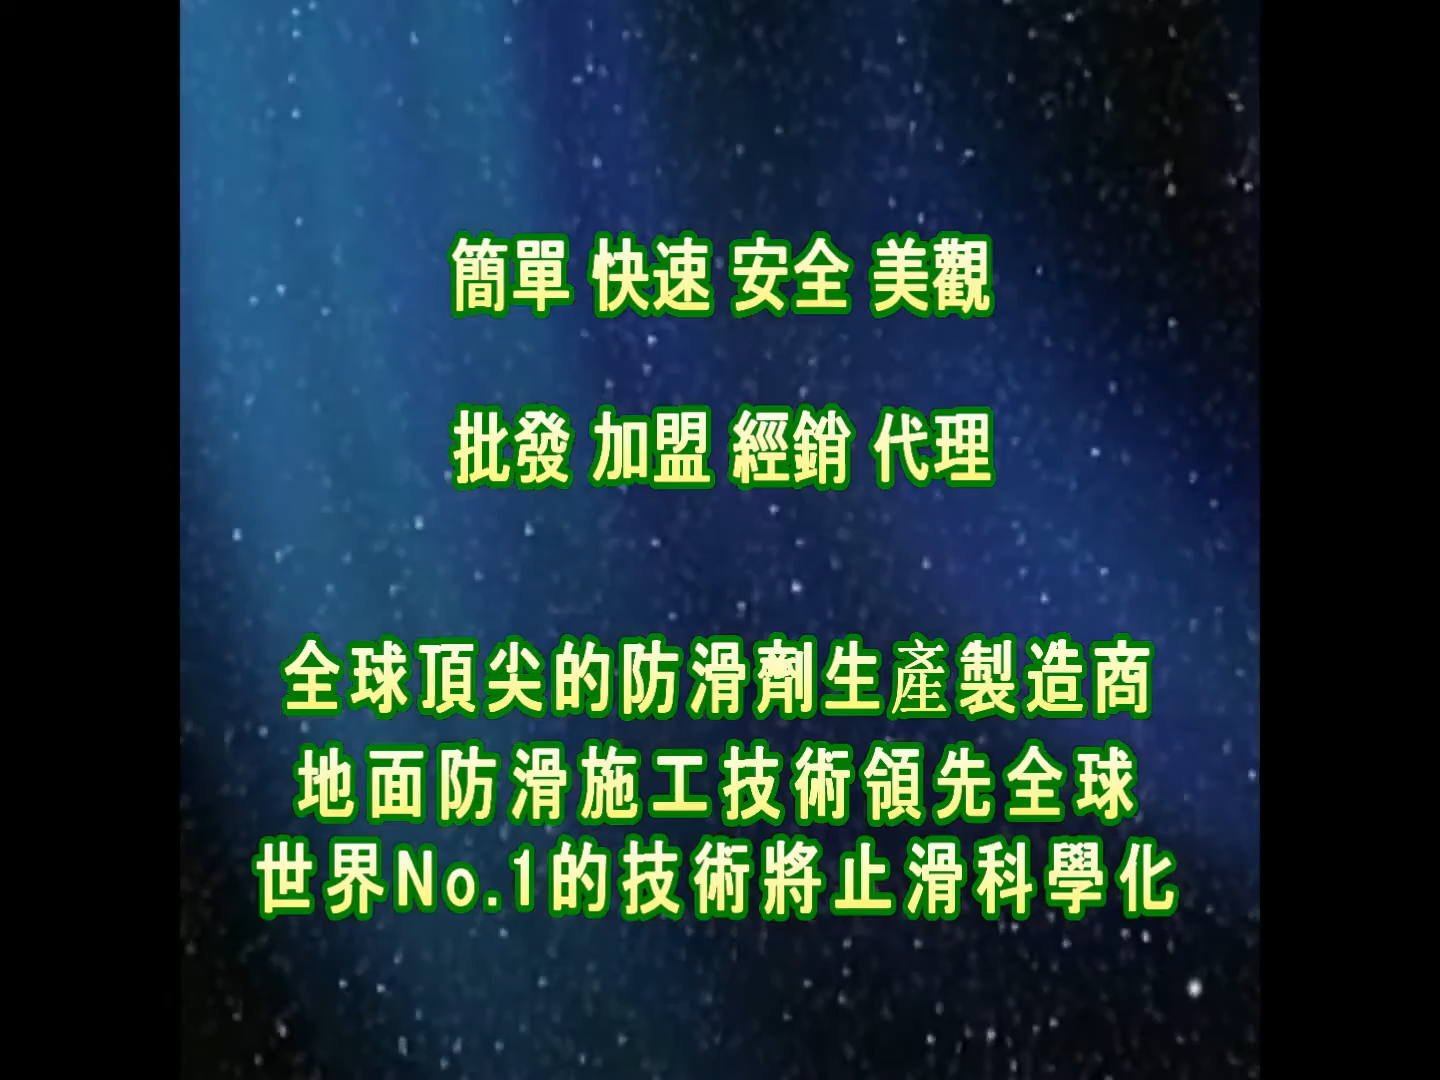 簡單 快速 安全 美觀
批發 加盟 經銷 代理
全球頂尖的防滑劑生產製造商
地面防滑施工技術領先全球
世界No.1的技術將止滑科學化